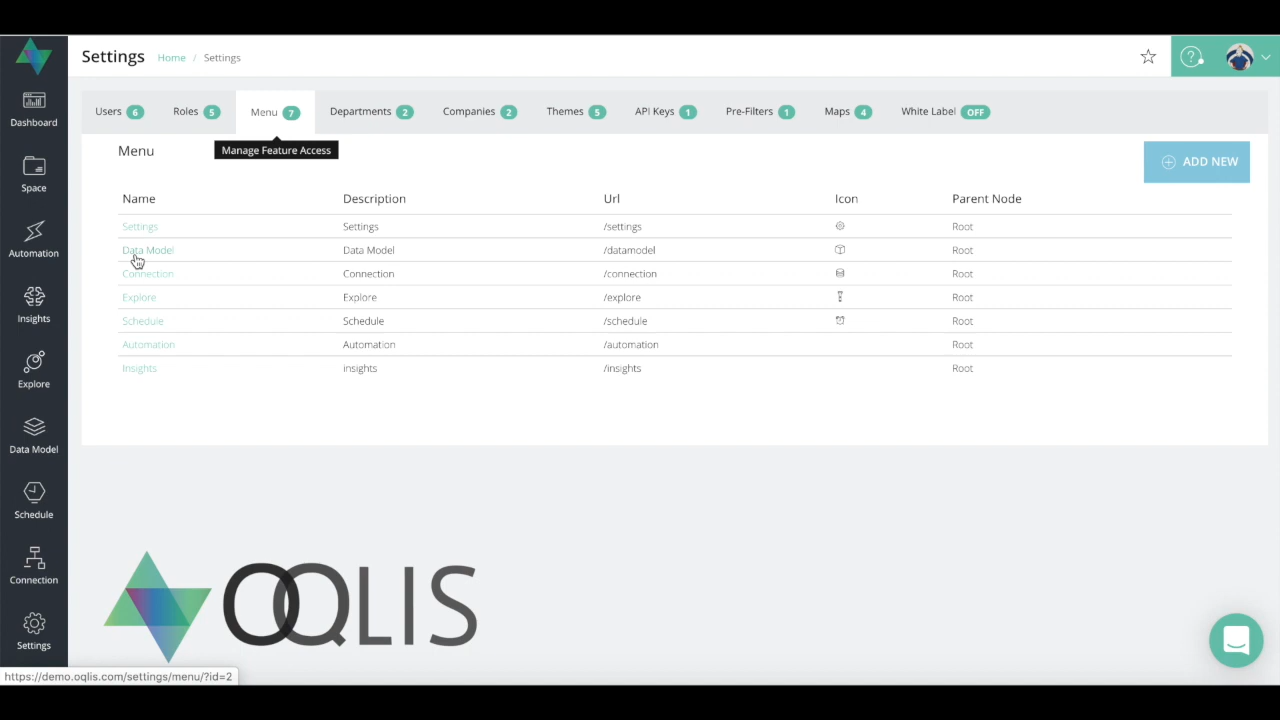 Settings Home / Settings
Dashboard
Space
Automation
Insights
Explore
Data Model
Schedule
Connection
Settings
Users 6 Roles 5 Menu 7 Departments 2 Companies 2 Themes 5 API Keys 1 Pre-Filters 1 Maps 4 White Label OFF
Manage Feature Access
Menu
ADD NEW
Name Description Url Icon Parent Node
Settings Settings /settings Root
Data Model Data Model /datamodel Root
Connection Connection /connection Root
Explore Explore /explore Root
Schedule Schedule /schedule Root
Automation Automation /automation Root
Insights insights /insights Root
OQLIS
https://demo.oqlis.com/settings/menu/?id=2